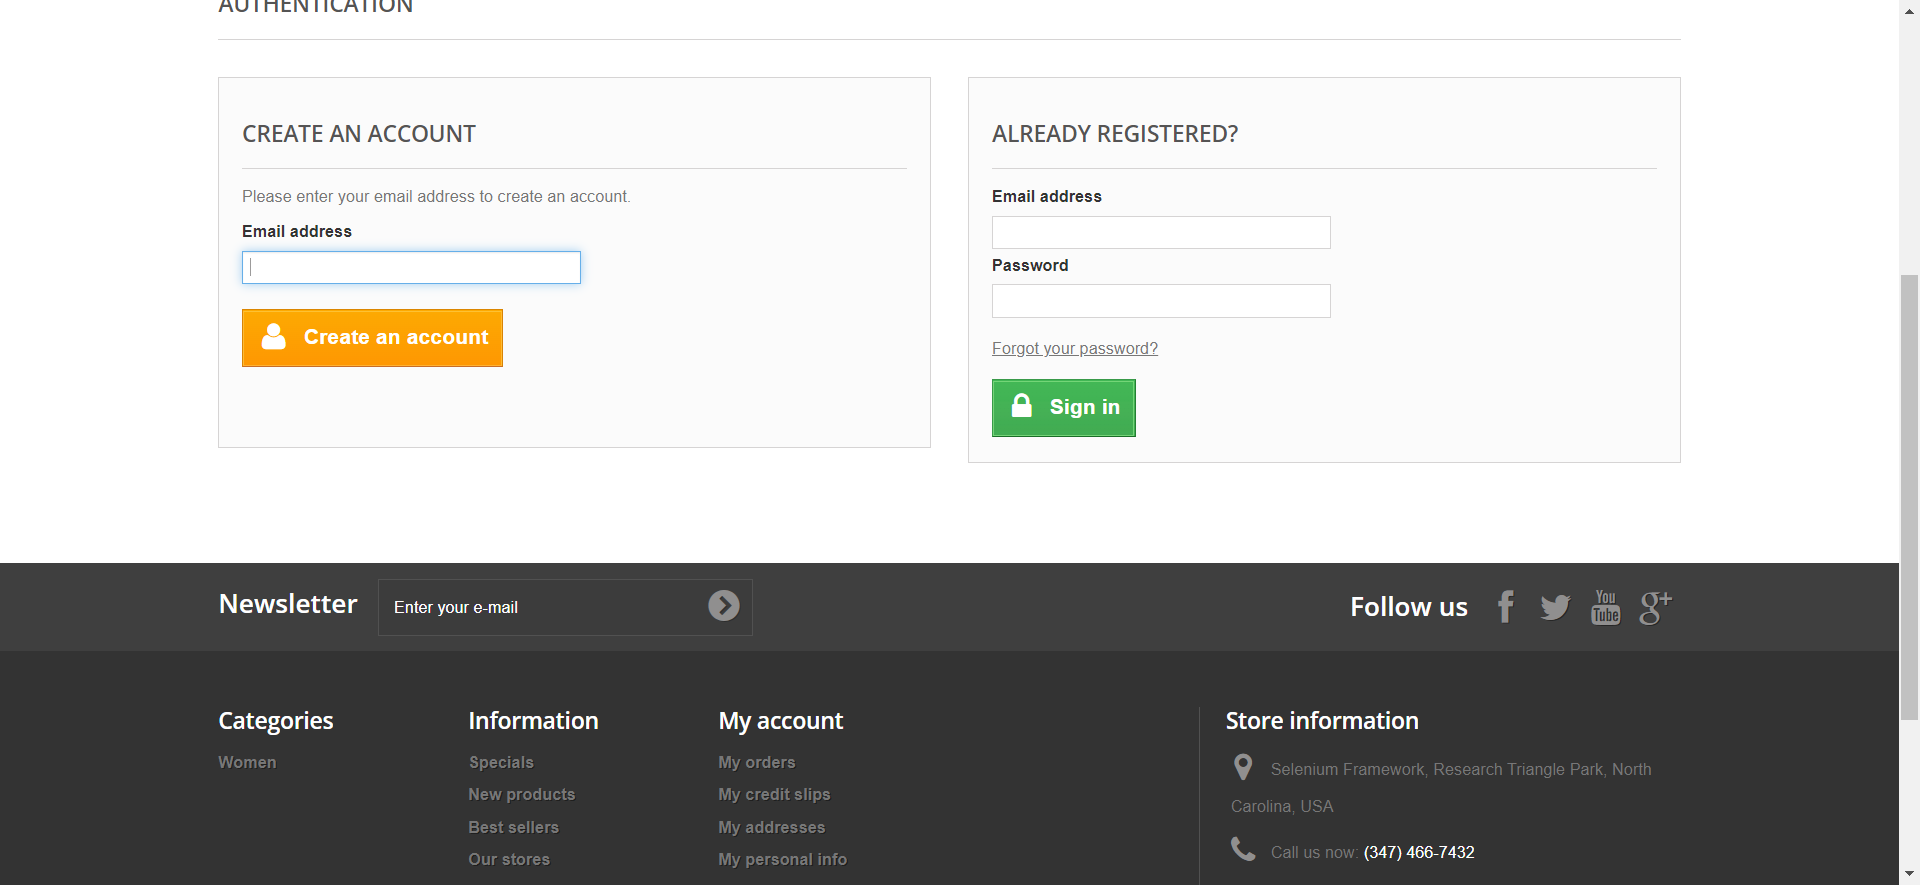 AUTHENTICATION
CREATE AN ACCOUNT
Please enter your email address to create an account.
Email address
Create an account
ALREADY REGISTERED?
Email address
Password
Forgot your password?
Sign in
Newsletter
Enter your e-mail
Follow us
You
Tube
g+
Categories
Women
Information
Specials
New products
Best sellers
Our stores
My account
My orders
My credit slips
My addresses
My personal info
Store information
Selenium Framework, Research Triangle Park, North
Carolina, USA
Call us now: (347) 466-7432